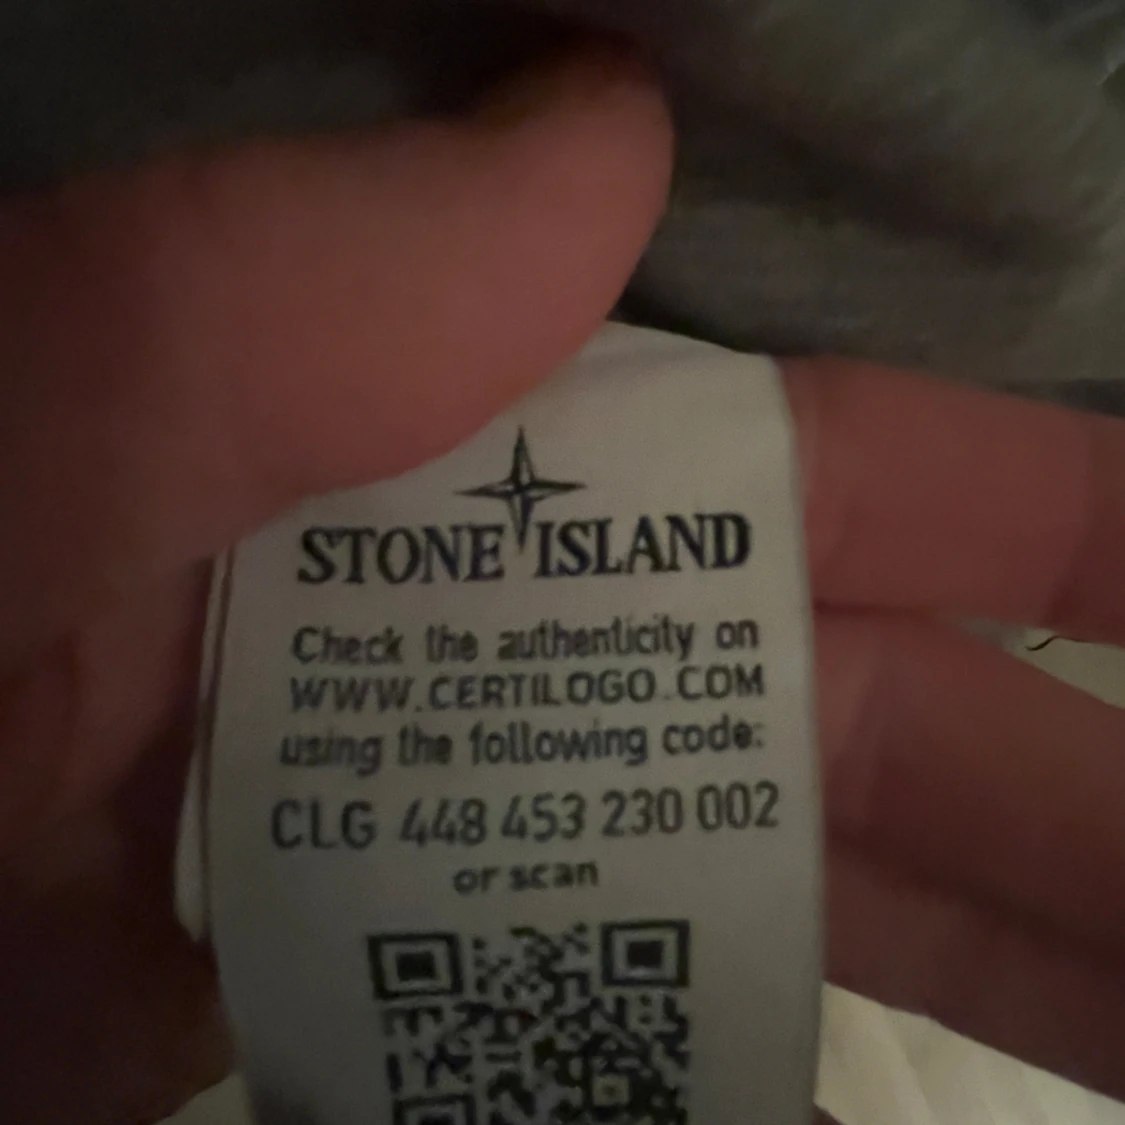 STONE ISLAND
Check the authenticity on
WWW.CERTILOGO.COM
using the following code:
CLG 448 453 230 002
or scan